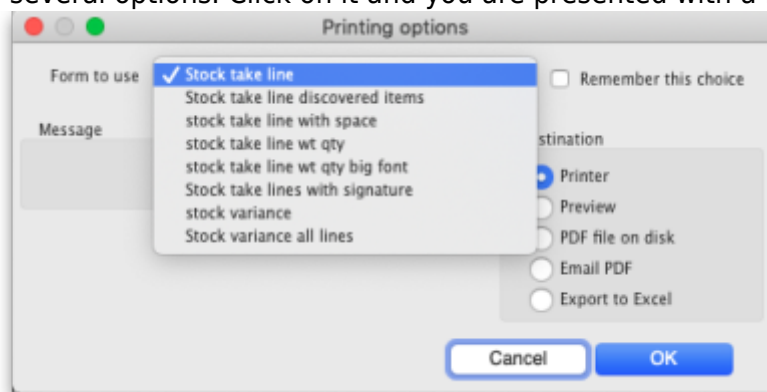 several options. Click on it and you are presented with a
Printing options
Form to use
Stock take line
Stock take line discovered items
stock take line with space
stock take line wt qty
stock take line wt qty big font
Stock take lines with signature
stock variance
Stock variance all lines
Remember this choice
Message
stination
Printer
Preview
PDF file on disk
Email PDF
Export to Excel
Cancel
OK